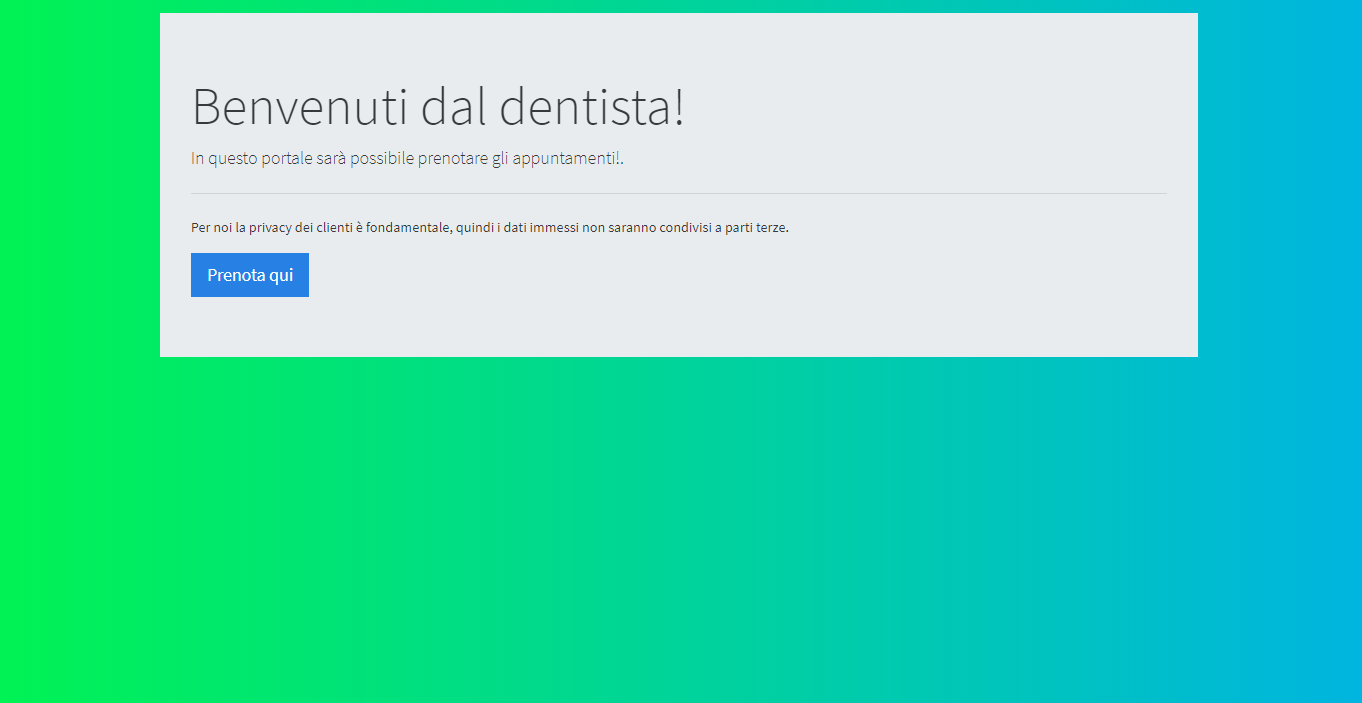 Benvenuti dal dentista!
In questo portale sarà possibile prenotare gli appuntamenti!.
Per noi la privacy dei clienti è fondamentale, quindi i dati immessi non saranno condivisi a parti terze.
Prenota qui